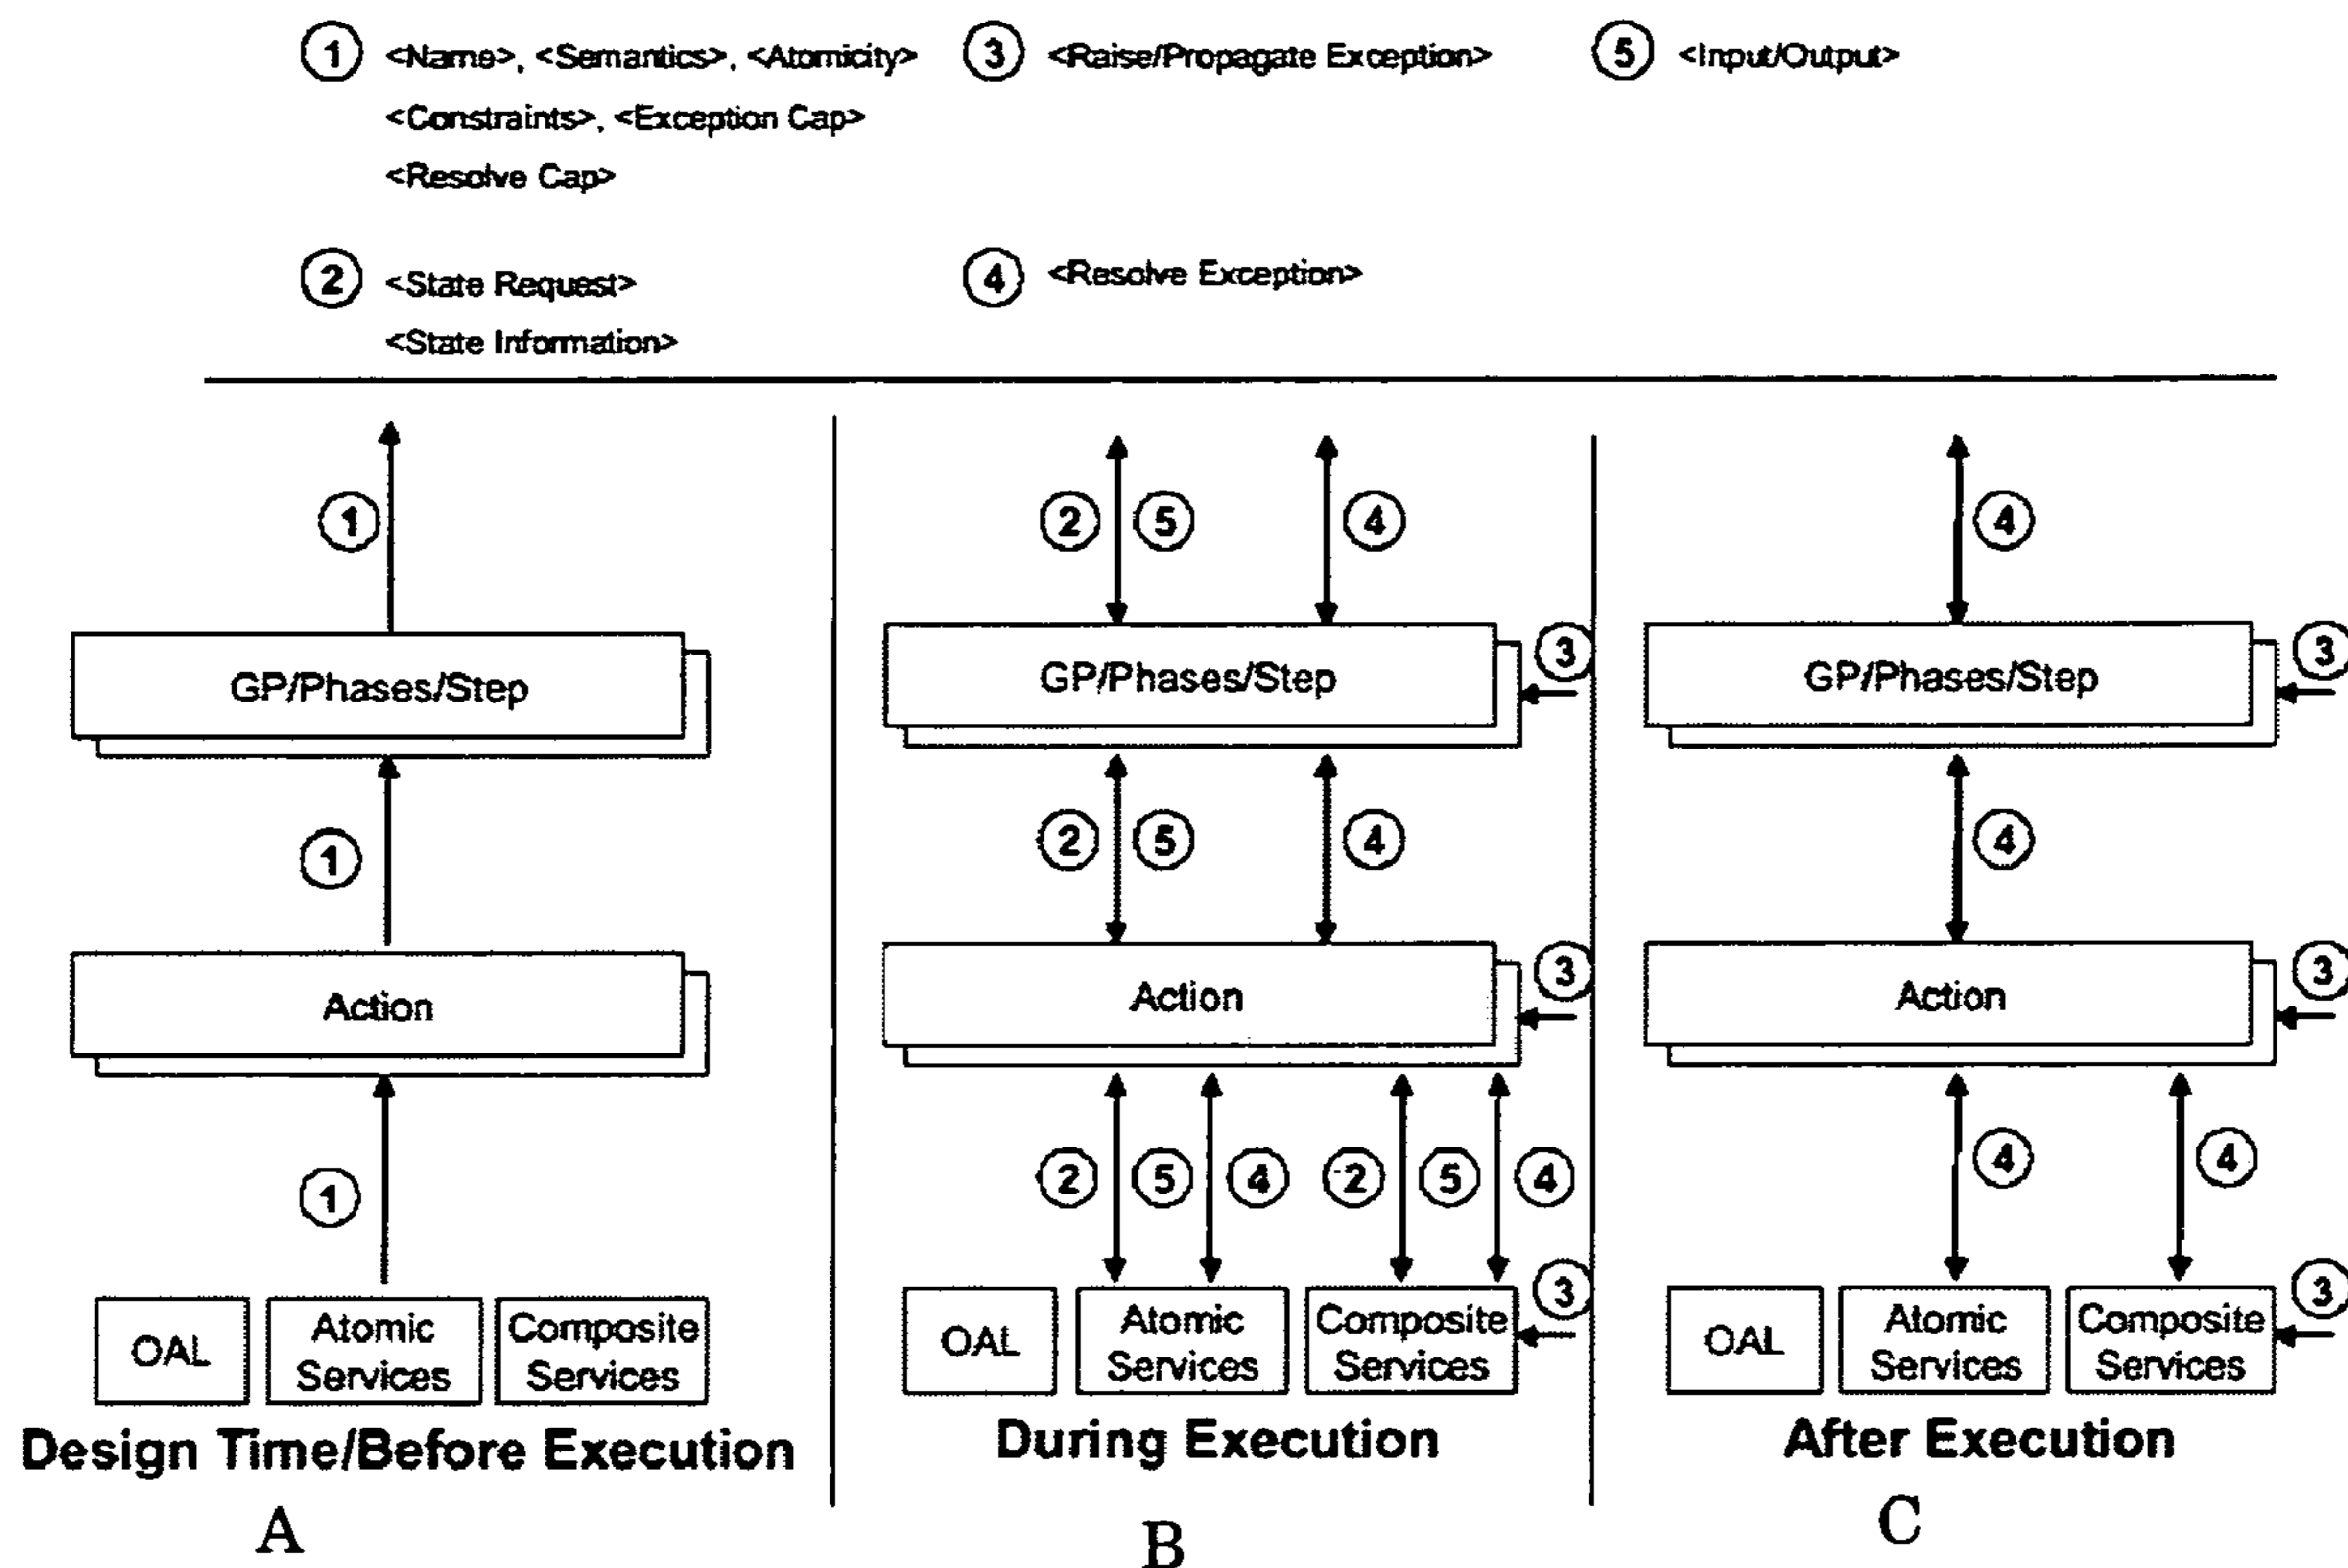 ① <Name>, <Semantics>, <Atomicity>
<Constraints>, <Exception Cap>
<Resolve Cap>
② <State Request>
<State Information>
③ <Raise/Propagate Exception>
④ <Resolve Exception>
⑤ <Input/Output>
①
GP/Phases/Step
①
Action
①
OAL
Atomic
Services
Composite
Services
Design Time/Before Execution
A
② ⑤ ④
GP/Phases/Step
③
② ⑤ ④
Action
③
② ⑤ ④ ② ⑤ ④
OAL
Atomic
Services
Composite
Services
③
During Execution
B
④
GP/Phases/Step
③
④
Action
③
④ ④
OAL
Atomic
Services
Composite
Services
③
After Execution
C